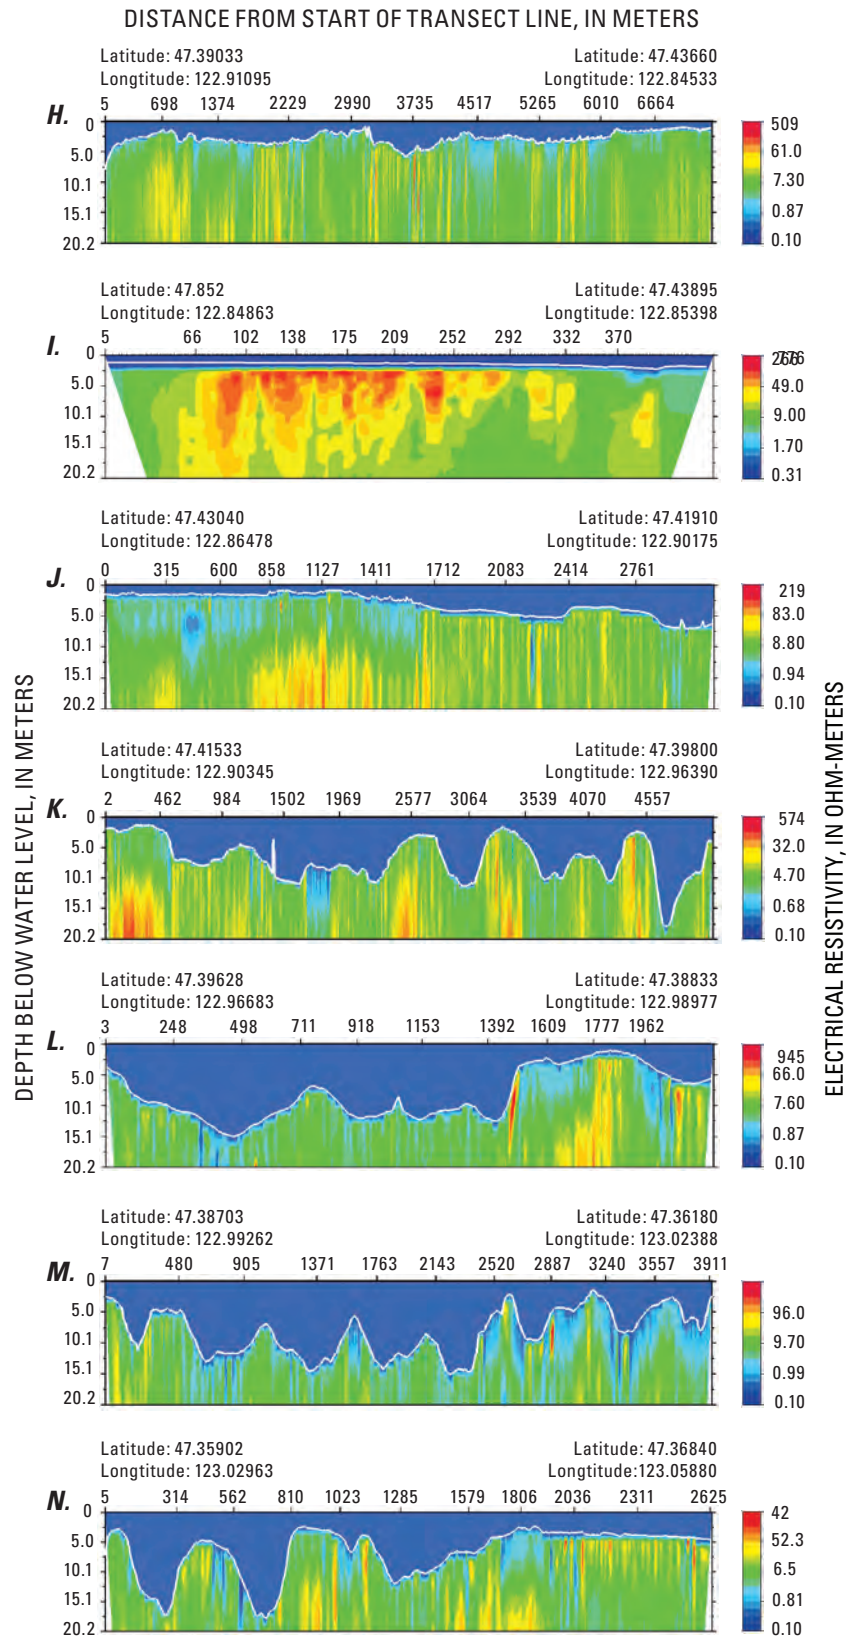 DISTANCE FROM START OF TRANSECT LINE, IN METERS
Latitude: 47.39033 Latitude: 47.43660
Longtitude: 122.91095 Longtitude: 122.84533
H. 5 698 1374 2229 2990 3735 4517 5265 6010 6664
0 509
5.0 61.0
10.1 7.30
15.1 0.87
20.2 0.10
Latitude: 47.852 Latitude: 47.43895
Longtitude: 122.84863 Longtitude: 122.85398
I. 5 66 102 138 175 209 252 292 332 370
0
5.0 49.0
10.1 9.00
15.1 1.70
20.2 0.31
Latitude: 47.43040 Latitude: 47.41910
Longtitude: 122.86478 Longtitude: 122.90175
J. 0 315 600 858 1127 1411 1712 2083 2414 2761
0 219
5.0 83.0
10.1 8.80
15.1 0.94
20.2 0.10
Latitude: 47.41533 Latitude: 47.39800
Longtitude: 122.90345 Longtitude: 122.96390
K. 2 462 984 1502 1969 2577 3064 3539 4070 4557
0 574
5.0 32.0
10.1 4.70
15.1 0.68
20.2 0.10
Latitude: 47.39628 Latitude: 47.38833
Longtitude: 122.96683 Longtitude: 122.98977
L. 3 248 498 711 918 1153 1392 1609 1777 1962
0 945
5.0 66.0
10.1 7.60
15.1 0.87
20.2 0.10
Latitude: 47.38703 Latitude: 47.36180
Longtitude: 122.99262 Longtitude: 123.02388
M. 7 480 905 1371 1763 2143 2520 2887 3240 3557 3911
0
5.0 96.0
10.1 9.70
15.1 0.99
20.2 0.10
Latitude: 47.35902 Latitude: 47.36840
Longtitude: 123.02963 Longtitude:123.05880
N. 5 314 562 810 1023 1285 1579 1806 2036 2311 2625
0 42
5.0 52.3
10.1 6.5
15.1 0.81
20.2 0.10
DEPTH BELOW WATER LEVEL, IN METERS
ELECTRICAL RESISTIVITY, IN OHM-METERS